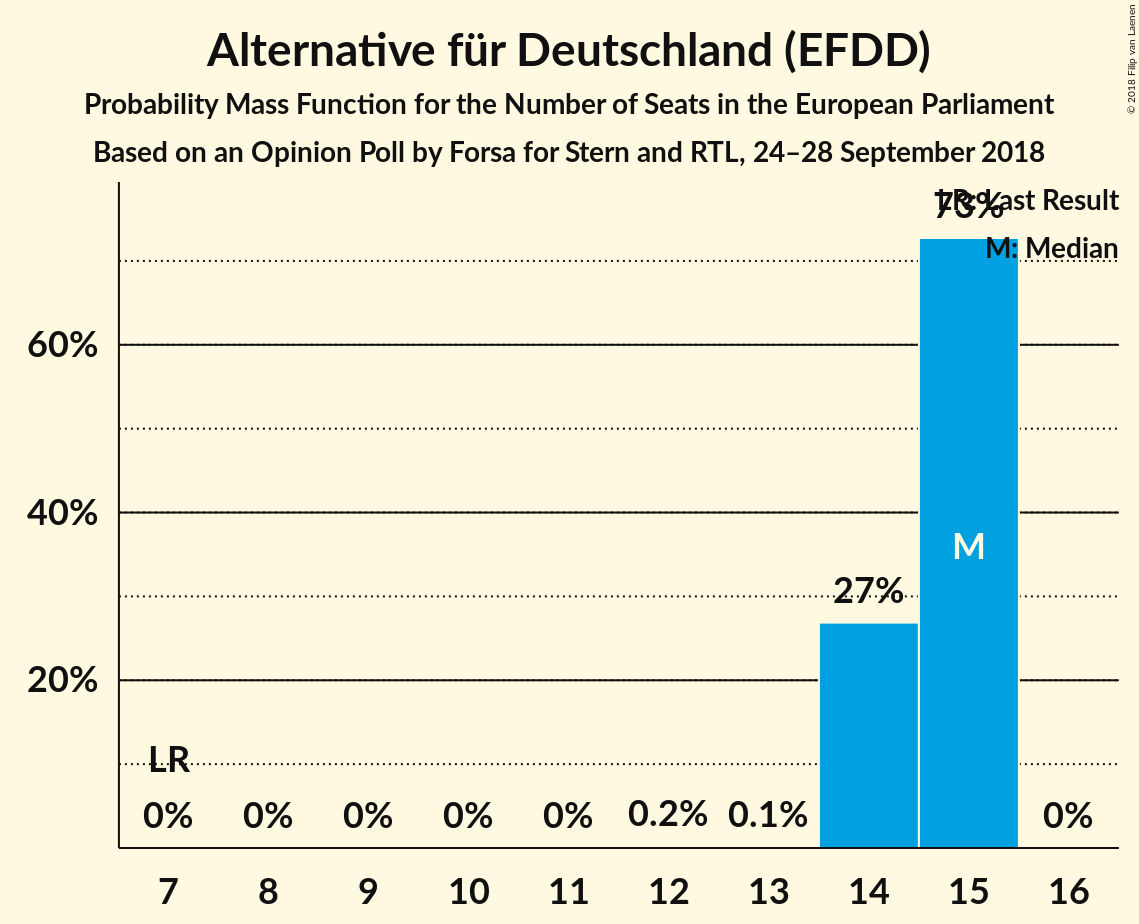 Alternative für Deutschland (EFDD)
Probability Mass Function for the Number of Seats in the European Parliament
Based on an Opinion Poll by Forsa for Stern and RTL, 24–28 September 2018
© 2018 Filip van Laenen
LR: Last Result
M: Median
73%
60%
40%
M
27%
20%
LR
0% 0% 0% 0% 0% 0.2% 0.1% 0%
7 8 9 10 11 12 13 14 15 16